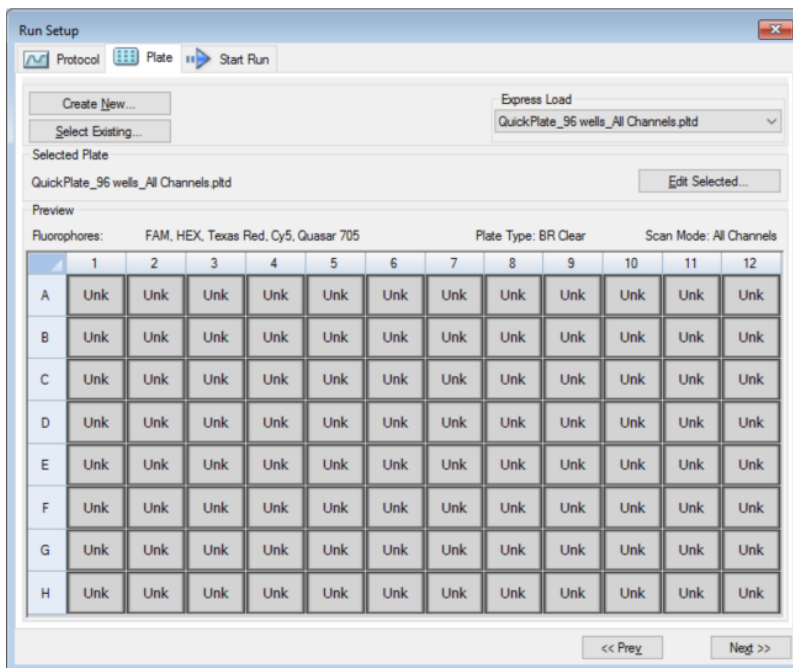 Run Setup
Protocol Plate Start Run
Create New...
Express Load
QuickPlate_96 wells_All Channels.pltd
Select Existing...
Selected Plate
QuickPlate_96 wells_All Channels.pltd
Edit Selected...
Preview
Fluorophores: FAM, HEX, Texas Red, Cy5, Quasar 705 Plate Type: BR Clear Scan Mode: All Channels
1 2 3 4 5 6 7 8 9 10 11 12
A Unk Unk Unk Unk Unk Unk Unk Unk Unk Unk Unk Unk
B Unk Unk Unk Unk Unk Unk Unk Unk Unk Unk Unk Unk
C Unk Unk Unk Unk Unk Unk Unk Unk Unk Unk Unk Unk
D Unk Unk Unk Unk Unk Unk Unk Unk Unk Unk Unk Unk
E Unk Unk Unk Unk Unk Unk Unk Unk Unk Unk Unk Unk
F Unk Unk Unk Unk Unk Unk Unk Unk Unk Unk Unk Unk
G Unk Unk Unk Unk Unk Unk Unk Unk Unk Unk Unk Unk
H Unk Unk Unk Unk Unk Unk Unk Unk Unk Unk Unk Unk
<< Prev Next >>